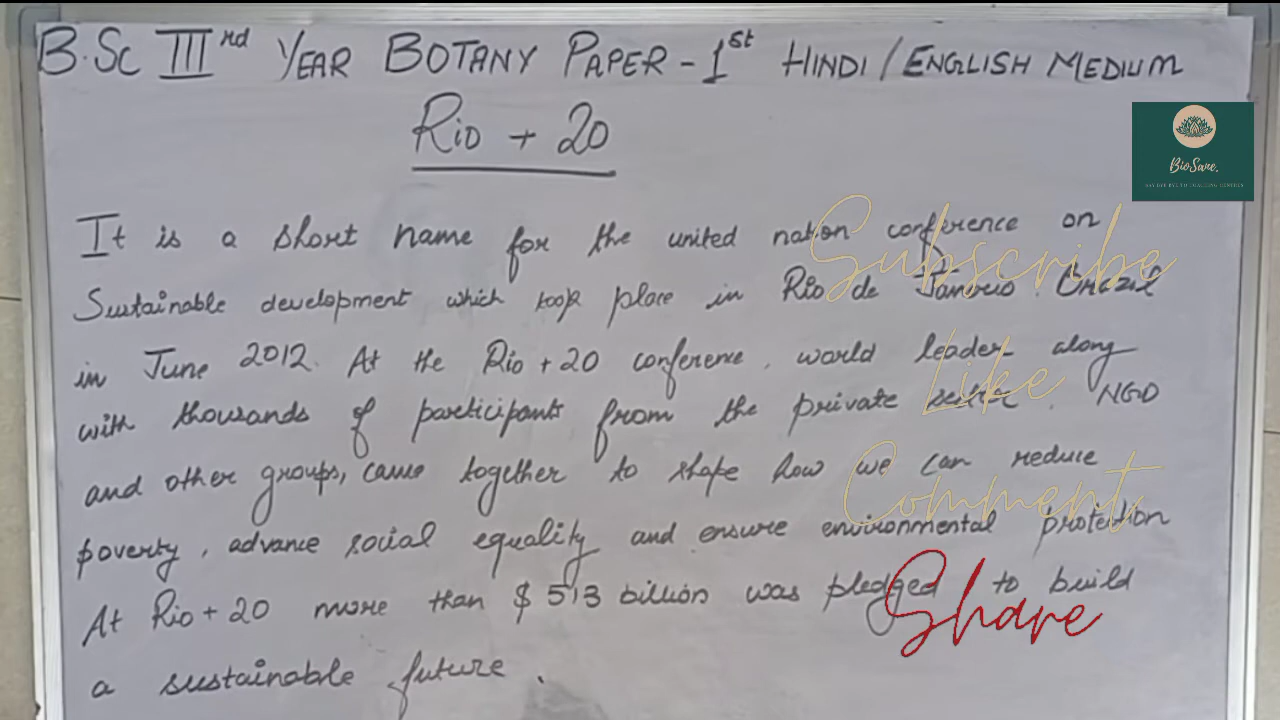 B.Sc IIIrd YEAR BOTANY PAPER - 1st HINDI / ENGLISH MEDIUM
Rio + 20
BioSane.
It is a short name for the united nation conference on
Sustainable development which took place in Rio de Janeiro. Brazil
in June 2012. At the Rio + 20 conference, world leader along
with thousands of participants from the private sector, NGO
and other groups, came together to shape how we can reduce
poverty, advance social equality and ensure environmental protection
At Rio + 20 more than $ 513 billion was pledged to build
a sustainable future.
Subscribe
Like
Comment
Share